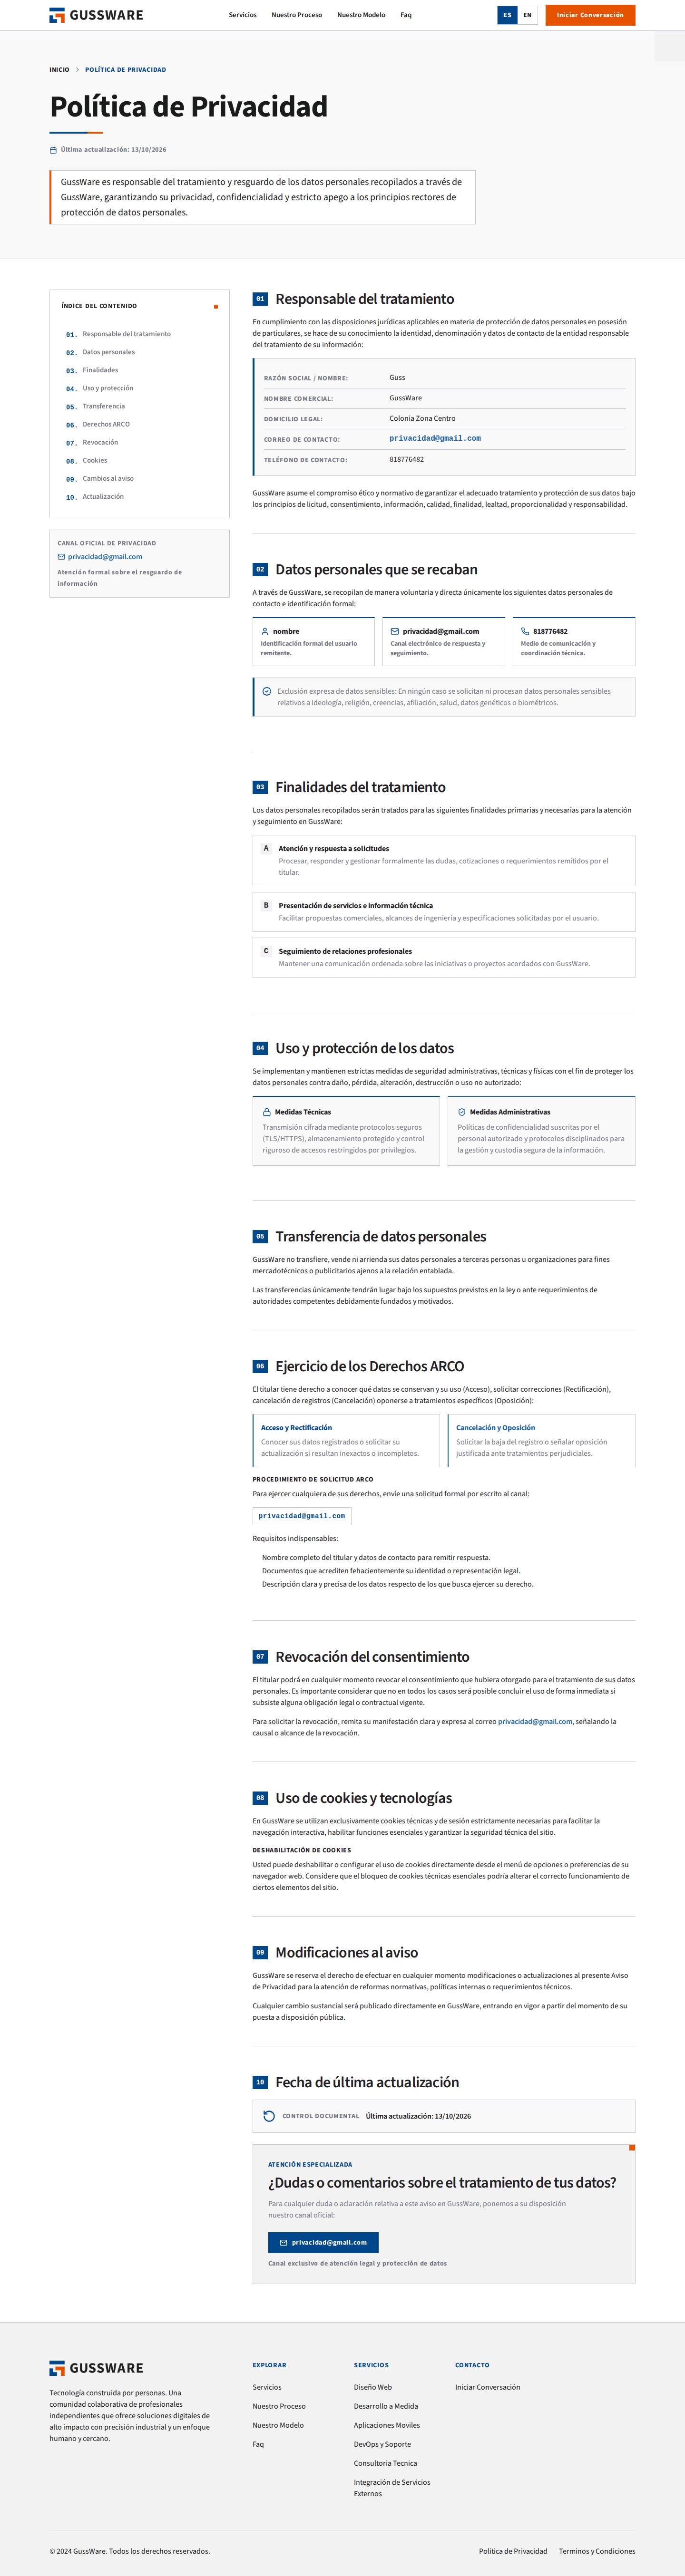 GUSSWARE
Servicios
Nuestro Proceso
Nuestro Modelo
Faq
ES
EN
Iniciar Conversación
INICIO > POLÍTICA DE PRIVACIDAD
Política de Privacidad
Última actualización: 13/10/2026
GussWare es responsable del tratamiento y resguardo de los datos personales recopilados a través de
GussWare, garantizando su privacidad, confidencialidad y estricto apego a los principios rectores de
protección de datos personales.
ÍNDICE DEL CONTENIDO
01. Responsable del tratamiento
02. Datos personales
03. Finalidades
04. Uso y protección
05. Transferencia
06. Derechos ARCO
07. Revocación
08. Cookies
09. Cambios al aviso
10. Actualización
CANAL OFICIAL DE PRIVACIDAD
privacidad@gmail.com
Atención formal sobre el resguardo de
información
01 Responsable del tratamiento
En cumplimiento con las disposiciones jurídicas aplicables en materia de protección de datos personales en posesión
de particulares, se hace de su conocimiento la identidad, denominación y datos de contacto de la entidad responsable
del tratamiento de su información:
RAZÓN SOCIAL / NOMBRE: Guss
NOMBRE COMERCIAL: GussWare
DOMICILIO LEGAL: Colonia Zona Centro
CORREO DE CONTACTO: privacidad@gmail.com
TELÉFONO DE CONTACTO: 818776482
GussWare asume el compromiso ético y normativo de garantizar el adecuado tratamiento y protección de sus datos bajo
los principios de licitud, consentimiento, información, calidad, finalidad, lealtad, proporcionalidad y responsabilidad.
02 Datos personales que se recaban
A través de GussWare, se recopilan de manera voluntaria y directa únicamente los siguientes datos personales de
contacto e identificación formal:
nombre
Identificación formal del usuario
remitente.
privacidad@gmail.com
Canal electrónico de respuesta y
seguimiento.
818776482
Medio de comunicación y
coordinación técnica.
Exclusión expresa de datos sensibles: En ningún caso se solicitan ni procesan datos personales sensibles
relativos a ideología, religión, creencias, afiliación, salud, datos genéticos o biométricos.
03 Finalidades del tratamiento
Los datos personales recopilados serán tratados para las siguientes finalidades primarias y necesarias para la atención
y seguimiento en GussWare:
A Atención y respuesta a solicitudes
Procesar, responder y gestionar formalmente las dudas, cotizaciones o requerimientos remitidos por el
titular.
B Presentación de servicios e información técnica
Facilitar propuestas comerciales, alcances de ingeniería y especificaciones solicitadas por el usuario.
C Seguimiento de relaciones profesionales
Mantener una comunicación ordenada sobre las iniciativas o proyectos acordados con GussWare.
04 Uso y protección de los datos
Se implementan y mantienen estrictas medidas de seguridad administrativas, técnicas y físicas con el fin de proteger los
datos personales contra daño, pérdida, alteración, destrucción o uso no autorizado:
Medidas Técnicas
Transmisión cifrada mediante protocolos seguros
(TLS/HTTPS), almacenamiento protegido y control
riguroso de accesos restringidos por privilegios.
Medidas Administrativas
Políticas de confidencialidad suscritas por el
personal autorizado y protocolos disciplinados para
la gestión y custodia segura de la información.
05 Transferencia de datos personales
GussWare no transfiere, vende ni arrienda sus datos personales a terceras personas u organizaciones para fines
mercadotécnicos o publicitarios ajenos a la relación entablada.
Las transferencias únicamente tendrán lugar bajo los supuestos previstos en la ley o ante requerimientos de
autoridades competentes debidamente fundados y motivados.
06 Ejercicio de los Derechos ARCO
El titular tiene derecho a conocer qué datos se conservan y su uso (Acceso), solicitar correcciones (Rectificación),
cancelación de registros (Cancelación) oponerse a tratamientos específicos (Oposición):
Acceso y Rectificación
Conocer sus datos registrados o solicitar su
actualización si resultan inexactos o incompletos.
Cancelación y Oposición
Solicitar la baja del registro o señalar oposición
justificada ante tratamientos perjudiciales.
PROCEDIMIENTO DE SOLICITUD ARCO
Para ejercer cualquiera de sus derechos, envíe una solicitud formal por escrito al canal:
privacidad@gmail.com
Requisitos indispensables:
Nombre completo del titular y datos de contacto para remitir respuesta.
Documentos que acrediten fehacientemente su identidad o representación legal.
Descripción clara y precisa de los datos respecto de los que busca ejercer su derecho.
07 Revocación del consentimiento
El titular podrá en cualquier momento revocar el consentimiento que hubiera otorgado para el tratamiento de sus datos
personales. Es importante considerar que no en todos los casos será posible concluir el uso de forma inmediata si
subsiste alguna obligación legal o contractual vigente.
Para solicitar la revocación, remita su manifestación clara y expresa al correo privacidad@gmail.com, señalando la
causal o alcance de la revocación.
08 Uso de cookies y tecnologías
En GussWare se utilizan exclusivamente cookies técnicas y de sesión estrictamente necesarias para facilitar la
navegación interactiva, habilitar funciones esenciales y garantizar la seguridad técnica del sitio.
DESHABILITACIÓN DE COOKIES
Usted puede deshabilitar o configurar el uso de cookies directamente desde el menú de opciones o preferencias de su
navegador web. Considere que el bloqueo de cookies técnicas esenciales podría alterar el correcto funcionamiento de
ciertos elementos del sitio.
09 Modificaciones al aviso
GussWare se reserva el derecho de efectuar en cualquier momento modificaciones o actualizaciones al presente Aviso
de Privacidad para la atención de reformas normativas, políticas internas o requerimientos técnicos.
Cualquier cambio sustancial será publicado directamente en GussWare, entrando en vigor a partir del momento de su
puesta a disposición pública.
10 Fecha de última actualización
CONTROL DOCUMENTAL Última actualización: 13/10/2026
ATENCIÓN ESPECIALIZADA
¿Dudas o comentarios sobre el tratamiento de tus datos?
Para cualquier duda o aclaración relativa a este aviso en GussWare, ponemos a su disposición
nuestro canal oficial:
privacidad@gmail.com
Canal exclusivo de atención legal y protección de datos
GUSSWARE
Tecnología construida por personas. Una
comunidad colaborativa de profesionales
independientes que ofrece soluciones digitales de
alto impacto con precisión industrial y un enfoque
humano y cercano.
EXPLORAR
Servicios
Nuestro Proceso
Nuestro Modelo
Faq
SERVICIOS
Diseño Web
Desarrollo a Medida
Aplicaciones Moviles
DevOps y Soporte
Consultoria Tecnica
Integración de Servicios
Externos
CONTACTO
Iniciar Conversación
© 2024 GussWare. Todos los derechos reservados.
Politica de Privacidad
Terminos y Condiciones